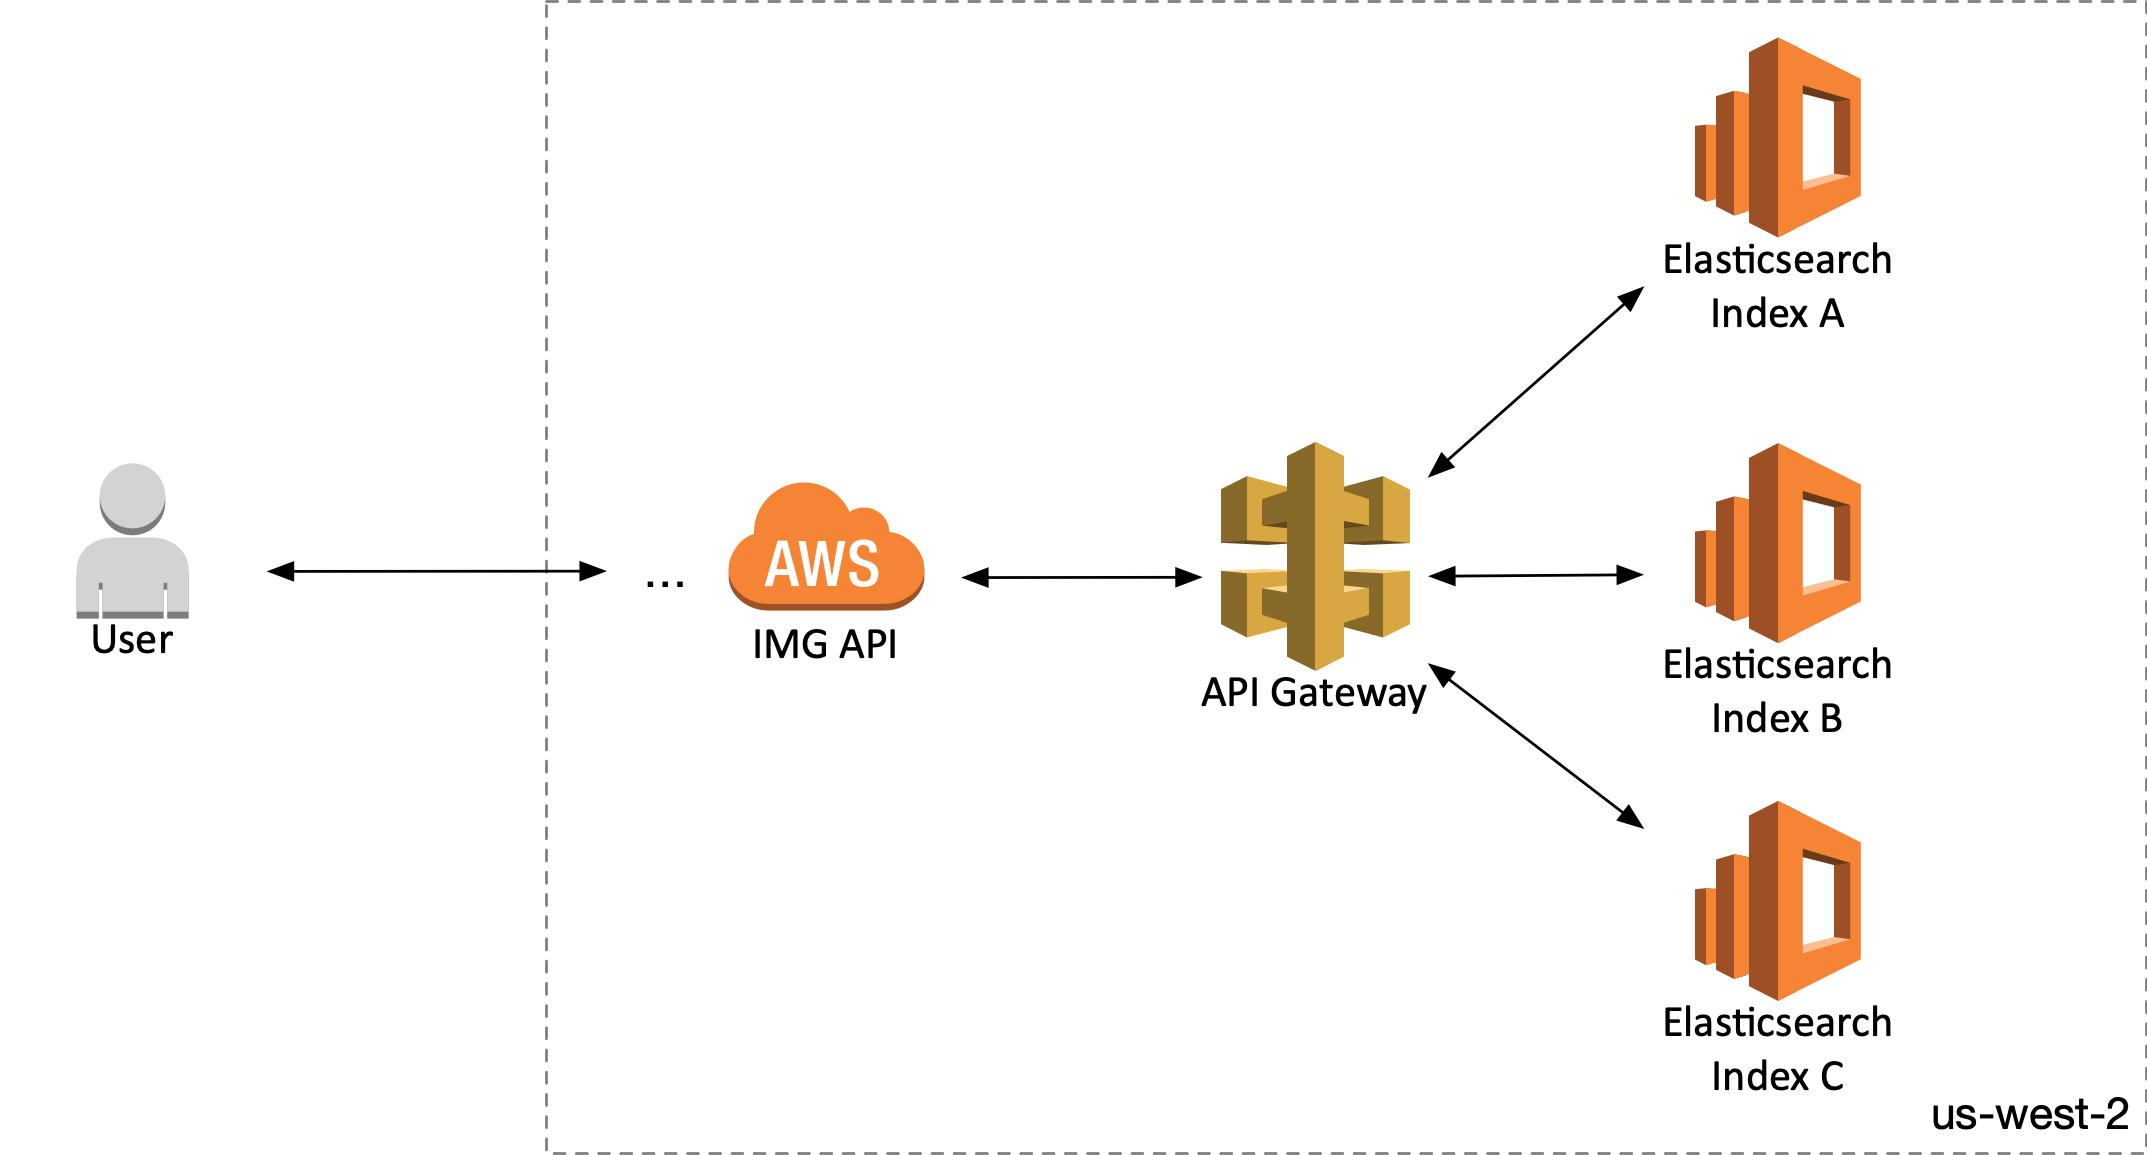 User
...
AWS
IMG API
API Gateway
Elasticsearch
Index A
Elasticsearch
Index B
Elasticsearch
Index C
us-west-2